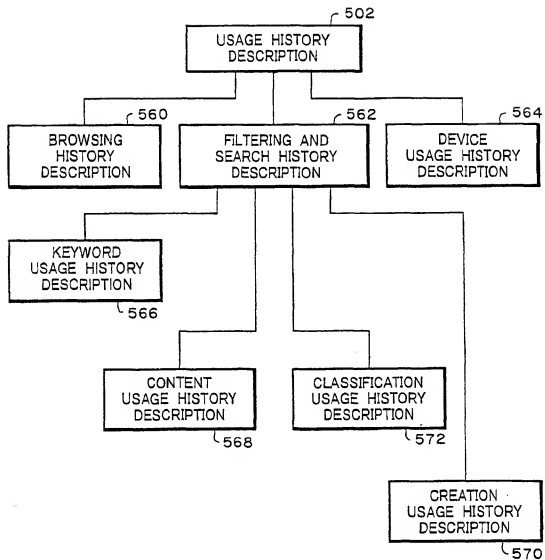 502
USAGE HISTORY
DESCRIPTION
560
BROWSING
HISTORY
DESCRIPTION
562
FILTERING AND
SEARCH HISTORY
DESCRIPTION
564
DEVICE
USAGE HISTORY
DESCRIPTION
KEYWORD
USAGE HISTORY
DESCRIPTION
566
CONTENT
USAGE HISTORY
DESCRIPTION
568
CLASSIFICATION
USAGE HISTORY
DESCRIPTION
572
CREATION
USAGE HISTORY
DESCRIPTION
570